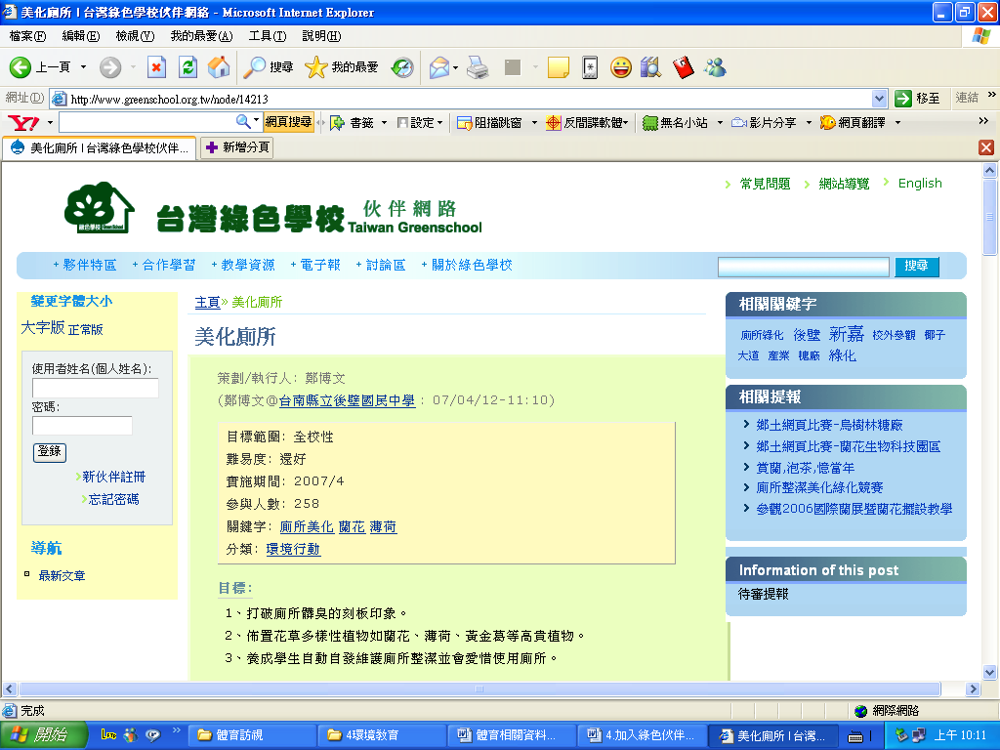 美化廁所 | 台灣綠色學校伙伴網絡 - Microsoft Internet Explorer
檔案(F) 編輯(E) 檢視(V) 我的最愛(A) 工具(T) 說明(H)
上一頁 搜尋 我的最愛
網址(D) http://www.greenschool.org.tw/node/14213 移至 連結 »
Y! 網頁搜尋 書籤 設定 阻擋跳窗 反間諜軟體 無名小站 影片分享 網頁翻譯 »
美化廁所 | 台灣綠色學校伙伴... 新增分頁
常見問題 網站導覽 English
綠色學校 GreenSchool
台灣綠色學校 伙伴網路
Taiwan Greenschool
+ 夥伴特區 + 合作學習 + 教學資源 + 電子報 + 討論區 + 關於綠色學校 搜尋
變更字體大小
大字版 正常版
使用者姓名(個人姓名):
密碼:
登錄
新伙伴註冊
忘記密碼
導航
最新文章
主頁» 美化廁所
美化廁所
策劃/執行人: 鄭博文
(鄭博文@台南縣立後壁國民中學 : 07/04/12-11:10)
目標範圍: 全校性
難易度: 還好
實施期間: 2007/4
參與人數: 258
關鍵字: 廁所美化 蘭花 薄荷
分類: 環境行動
目標:
1、打破廁所髒臭的刻板印象。
2、佈置花草多樣性植物如蘭花、薄荷、黃金葛等高貴植物。
3、養成學生自動自發維護廁所整潔並會愛惜使用廁所。
相關關鍵字
廁所綠化 後壁 新嘉 校外參觀 椰子
大道 産業 糖廠 綠化
相關提報
鄉土網頁比賽-烏樹林糖廠
鄉土網頁比賽-蘭花生物科技園區
賞蘭,泡茶,憶當年
廁所整潔美化綠化競賽
參觀2006國際蘭展暨蘭花擺設教學
Information of this post
待審提報
完成 網際網路
開始 » 體育訪視 4環境教育 體育相關資料... 4.加入綠色伙伴... 美化廁所 | 台灣... 上午 10:11